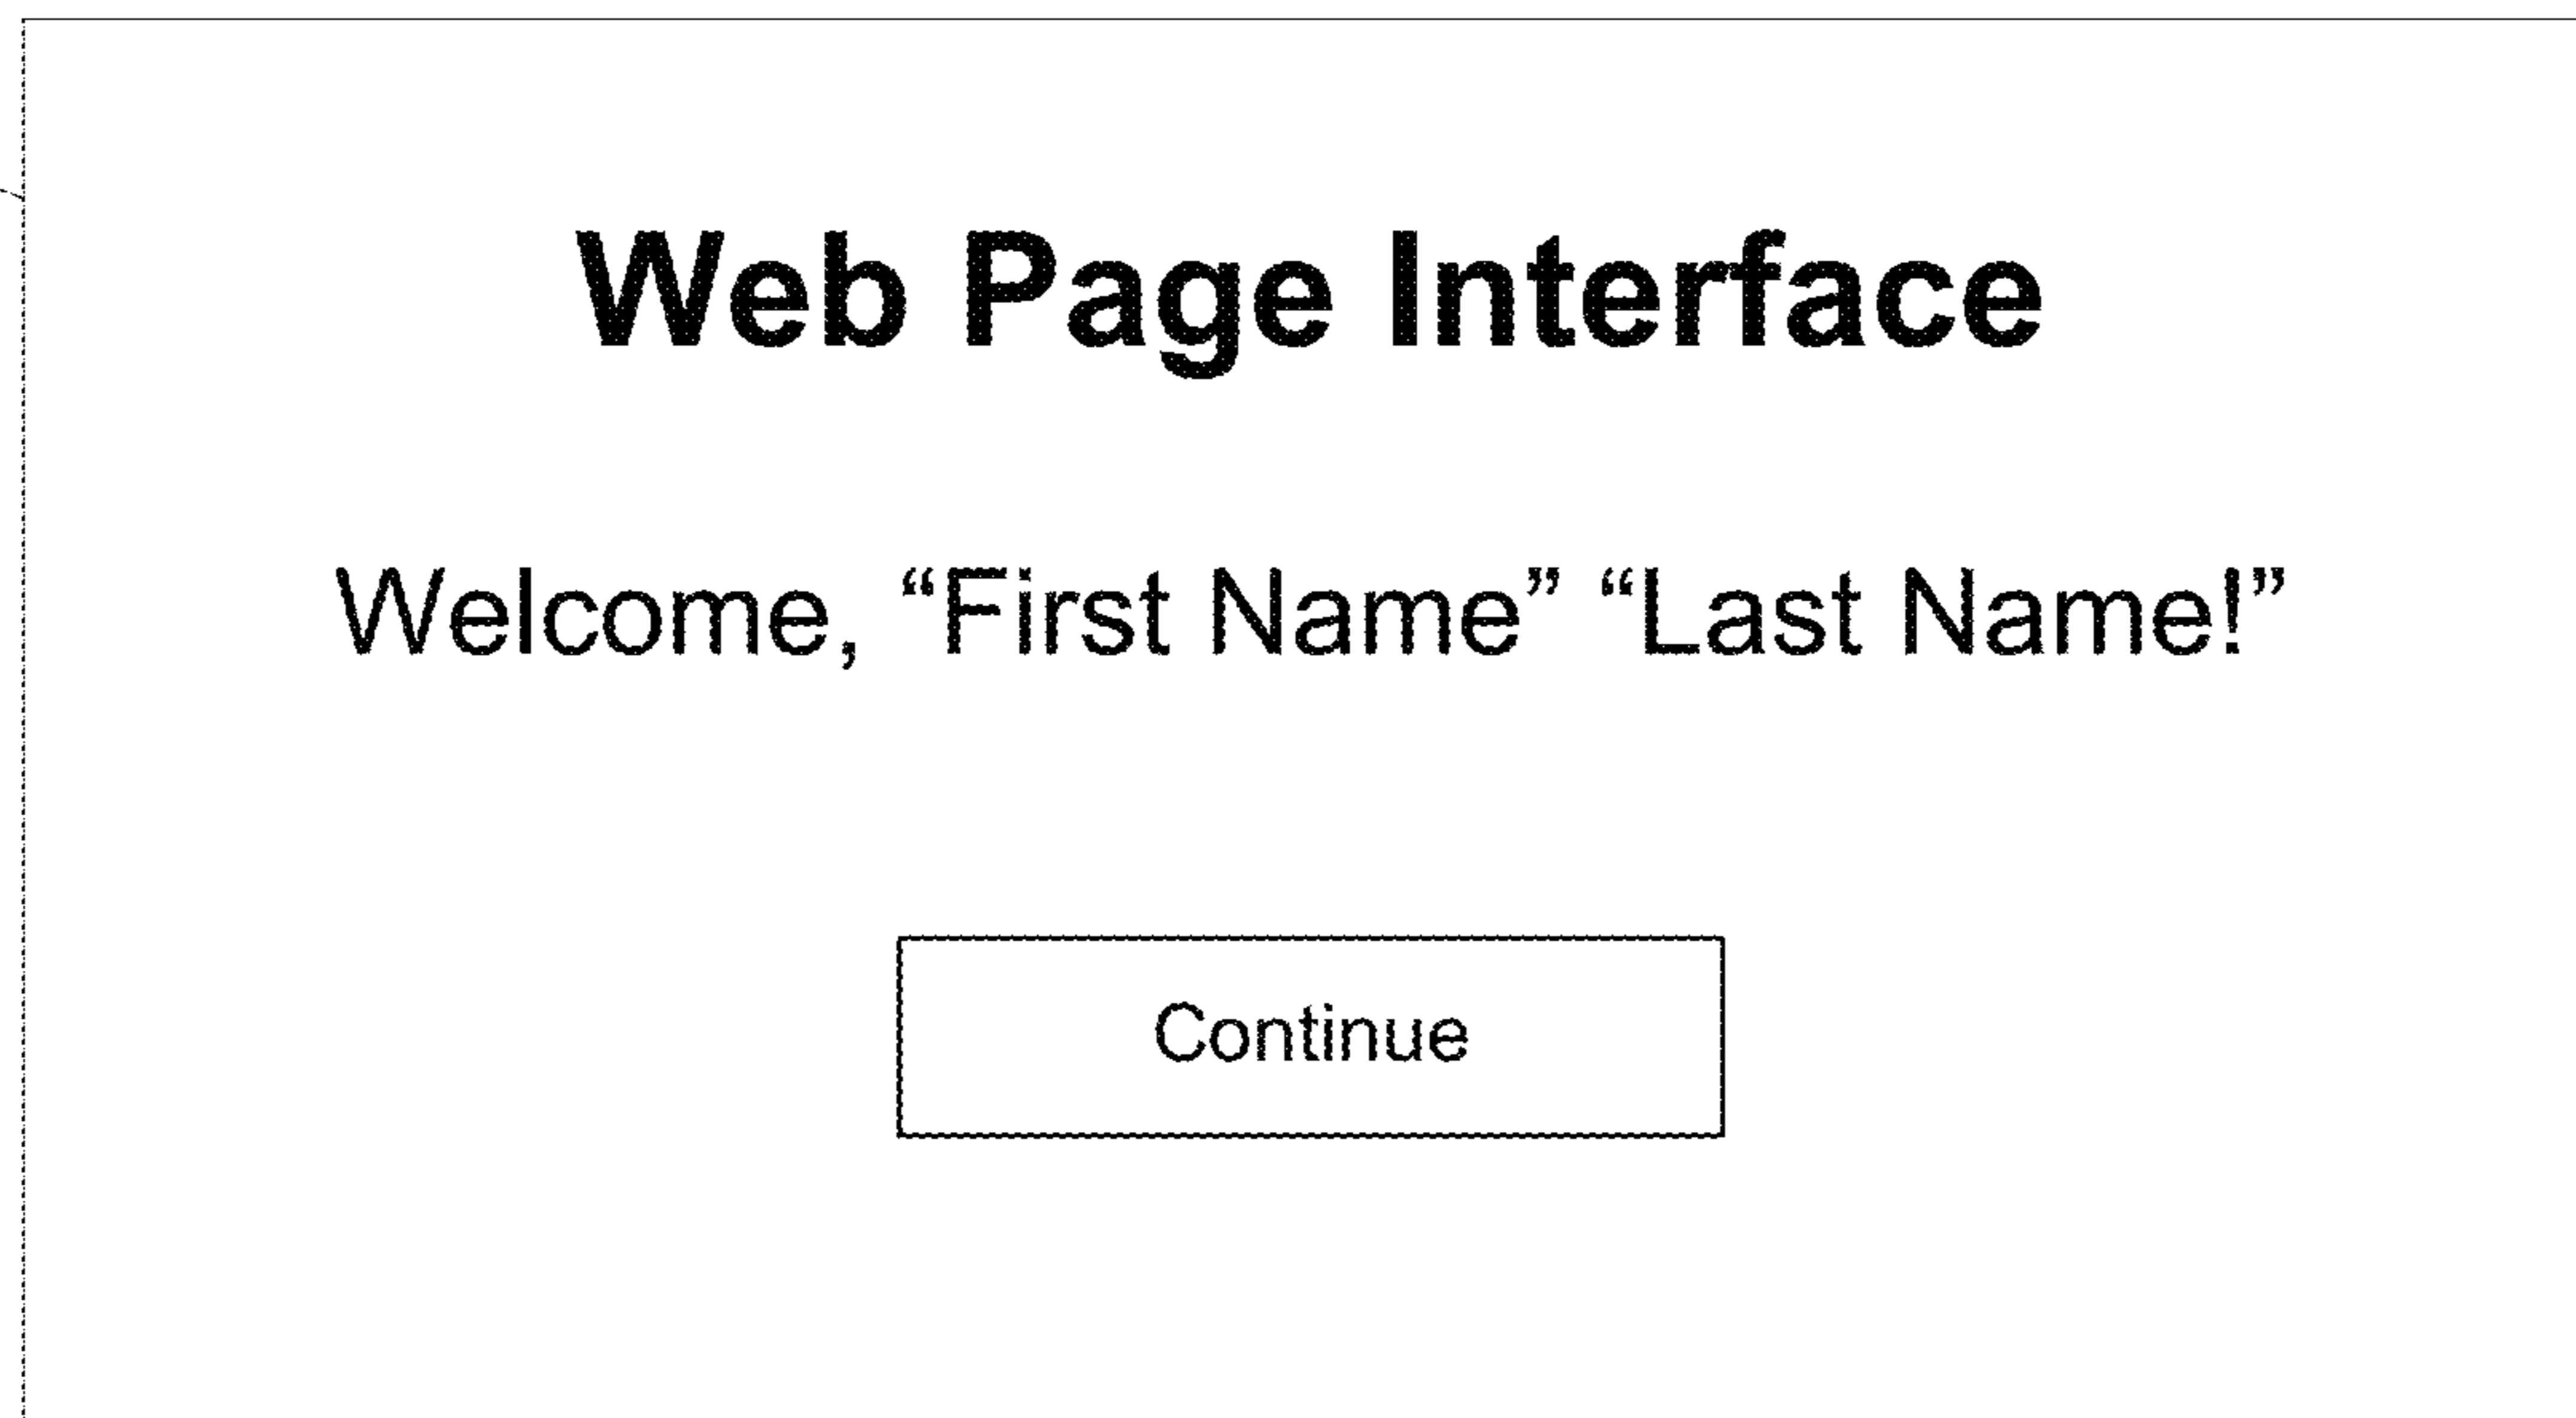 Web Page Interface
Welcome, “First Name” “Last Name!”
Continue